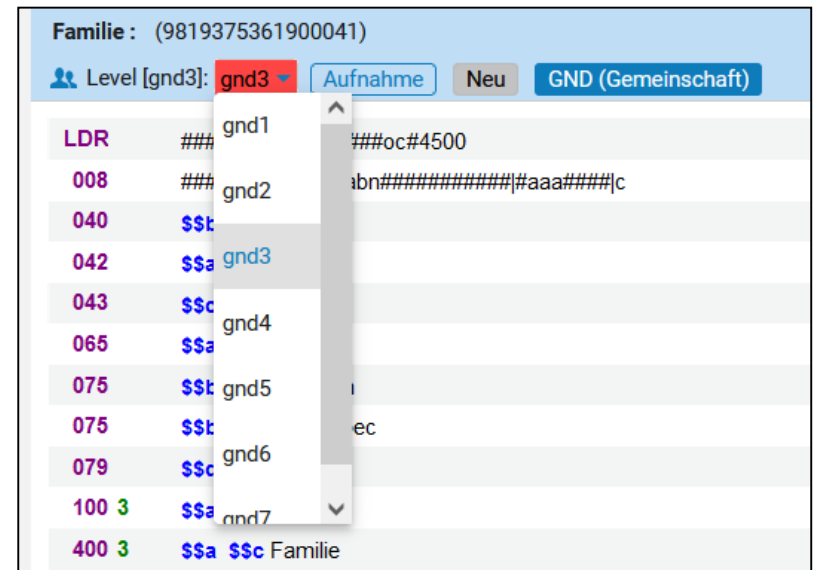 Familie : (9819375361900041)
Level [gnd3]: gnd3 Aufnahme Neu GND (Gemeinschaft)
gnd1
gnd2
gnd3
gnd4
gnd5
gnd6
gnd7
LDR ### ###oc#4500
008 ### abn###########|#aaa####|c
040 $$b
042 $$a
043 $$c
065 $$a
075 $$b
075 $$b ec
079 $$c
100 3 $$a
400 3 $$a $$c Familie